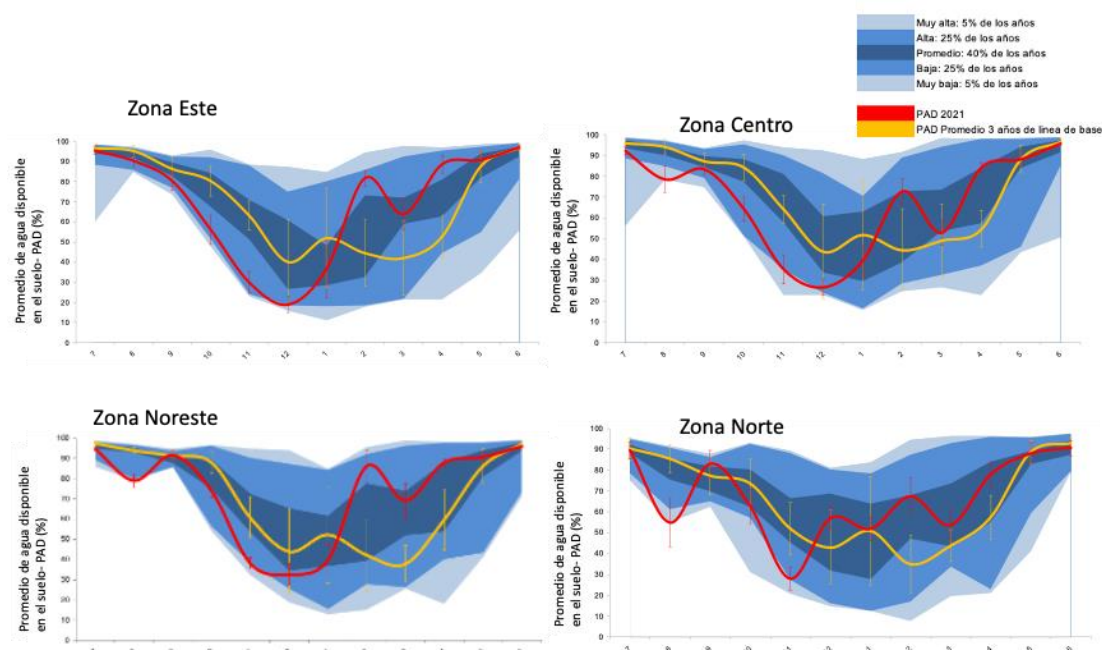 Muy alta: 5% de los años
Alta: 25% de los años
Promedio: 40% de los años
Baja: 25% de los años
Muy baja: 5% de los años
PAD 2021
PAD Promedio 3 años de linea de base
Zona Este
Promedio de agua disponible
en el suelo- PAD (%)
100
90
80
70
60
50
40
30
20
10
0
7 8 9 10 11 12 1 2 3 4 5 6
Zona Centro
Promedio de agua disponible
en el suelo- PAD (%)
100
90
80
70
60
50
40
30
20
10
0
7 8 9 10 11 12 1 2 3 4 5 6
Zona Noreste
Promedio de agua disponible
en el suelo- PAD (%)
100
90
80
70
60
50
40
30
20
10
0
Zona Norte
Promedio de agua disponible
en el suelo- PAD (%)
100
90
80
70
60
50
40
30
20
10
0